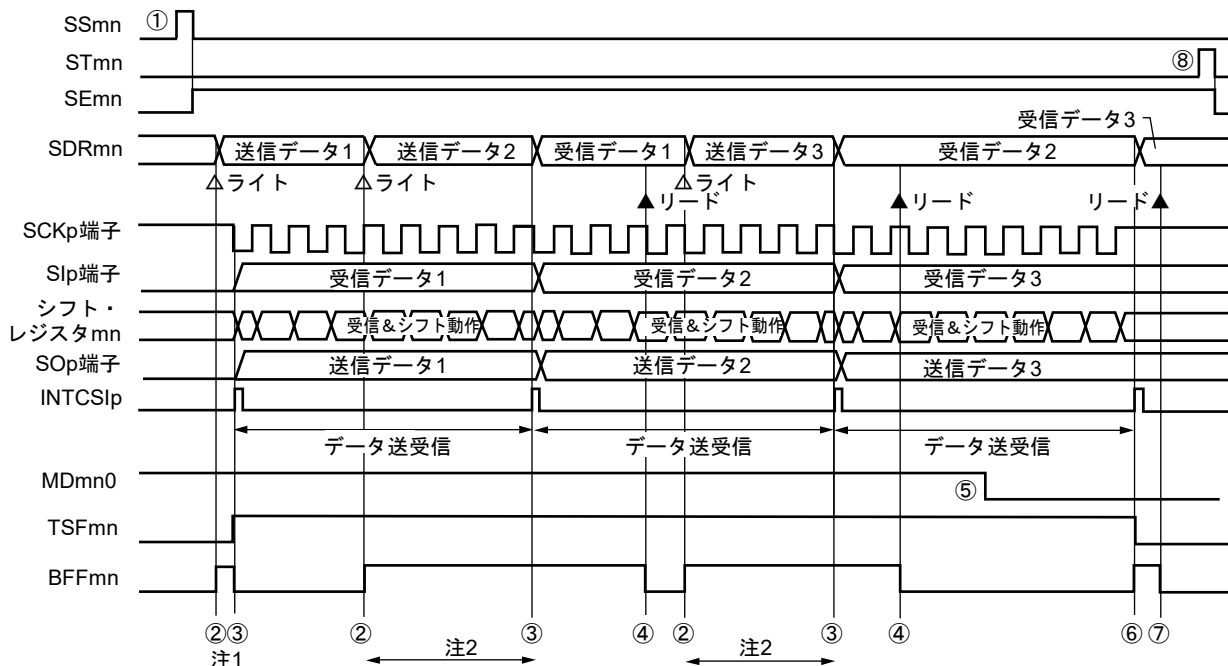 SSmn ①
STmn ⑧
SEmn
受信データ3
SDRmn 送信データ1 送信データ2 受信データ1 送信データ3 受信データ2
△ライト △ライト ▲リード △ライト ▲リード リード▲
SCKp端子
SIp端子 受信データ1 受信データ2 受信データ3
シフト・
レジスタmn 受信&シフト動作 受信&シフト動作 受信&シフト動作
SOp端子 送信データ1 送信データ2 送信データ3
INTCSIp
データ送受信 データ送受信 データ送受信
MDmn0 ⑤
TSFmn
BFFmn
②③ ② ③ ④ ② ③ ④ ⑥ ⑦
注1 注2 注2